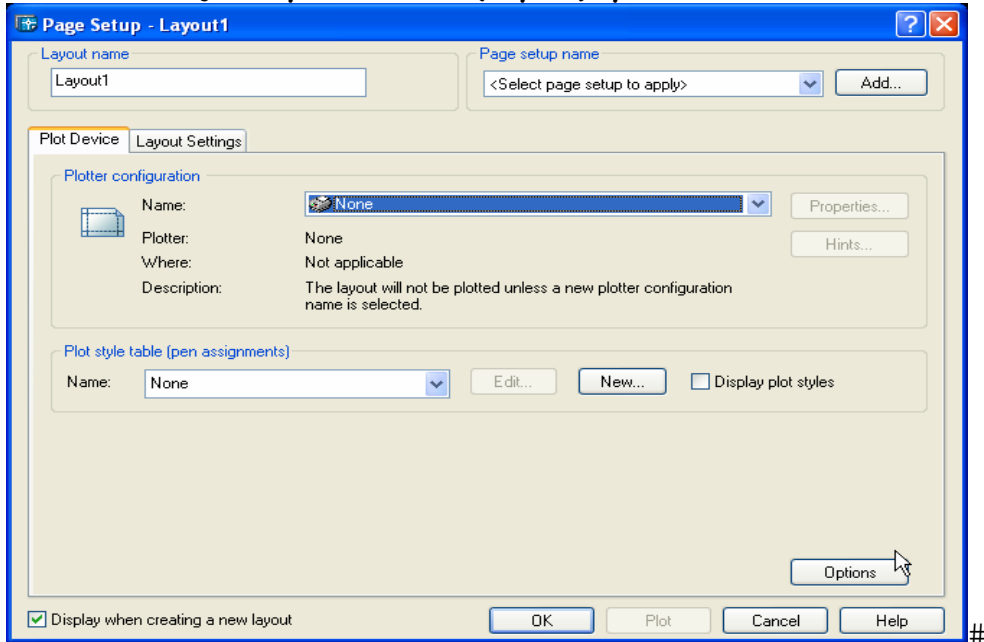 Page Setup - Layout1
Layout name
Page setup name
Layout1
<Select page setup to apply>
Add...
Plot Device
Layout Settings
Plotter configuration
Name:
None
Properties...
Plotter:
None
Hints...
Where:
Not applicable
Description:
The layout will not be plotted unless a new plotter configuration
name is selected.
Plot style table (pen assignments)
Name:
None
Edit...
New...
Display plot styles
Options
Display when creating a new layout
OK
Plot
Cancel
Help
#